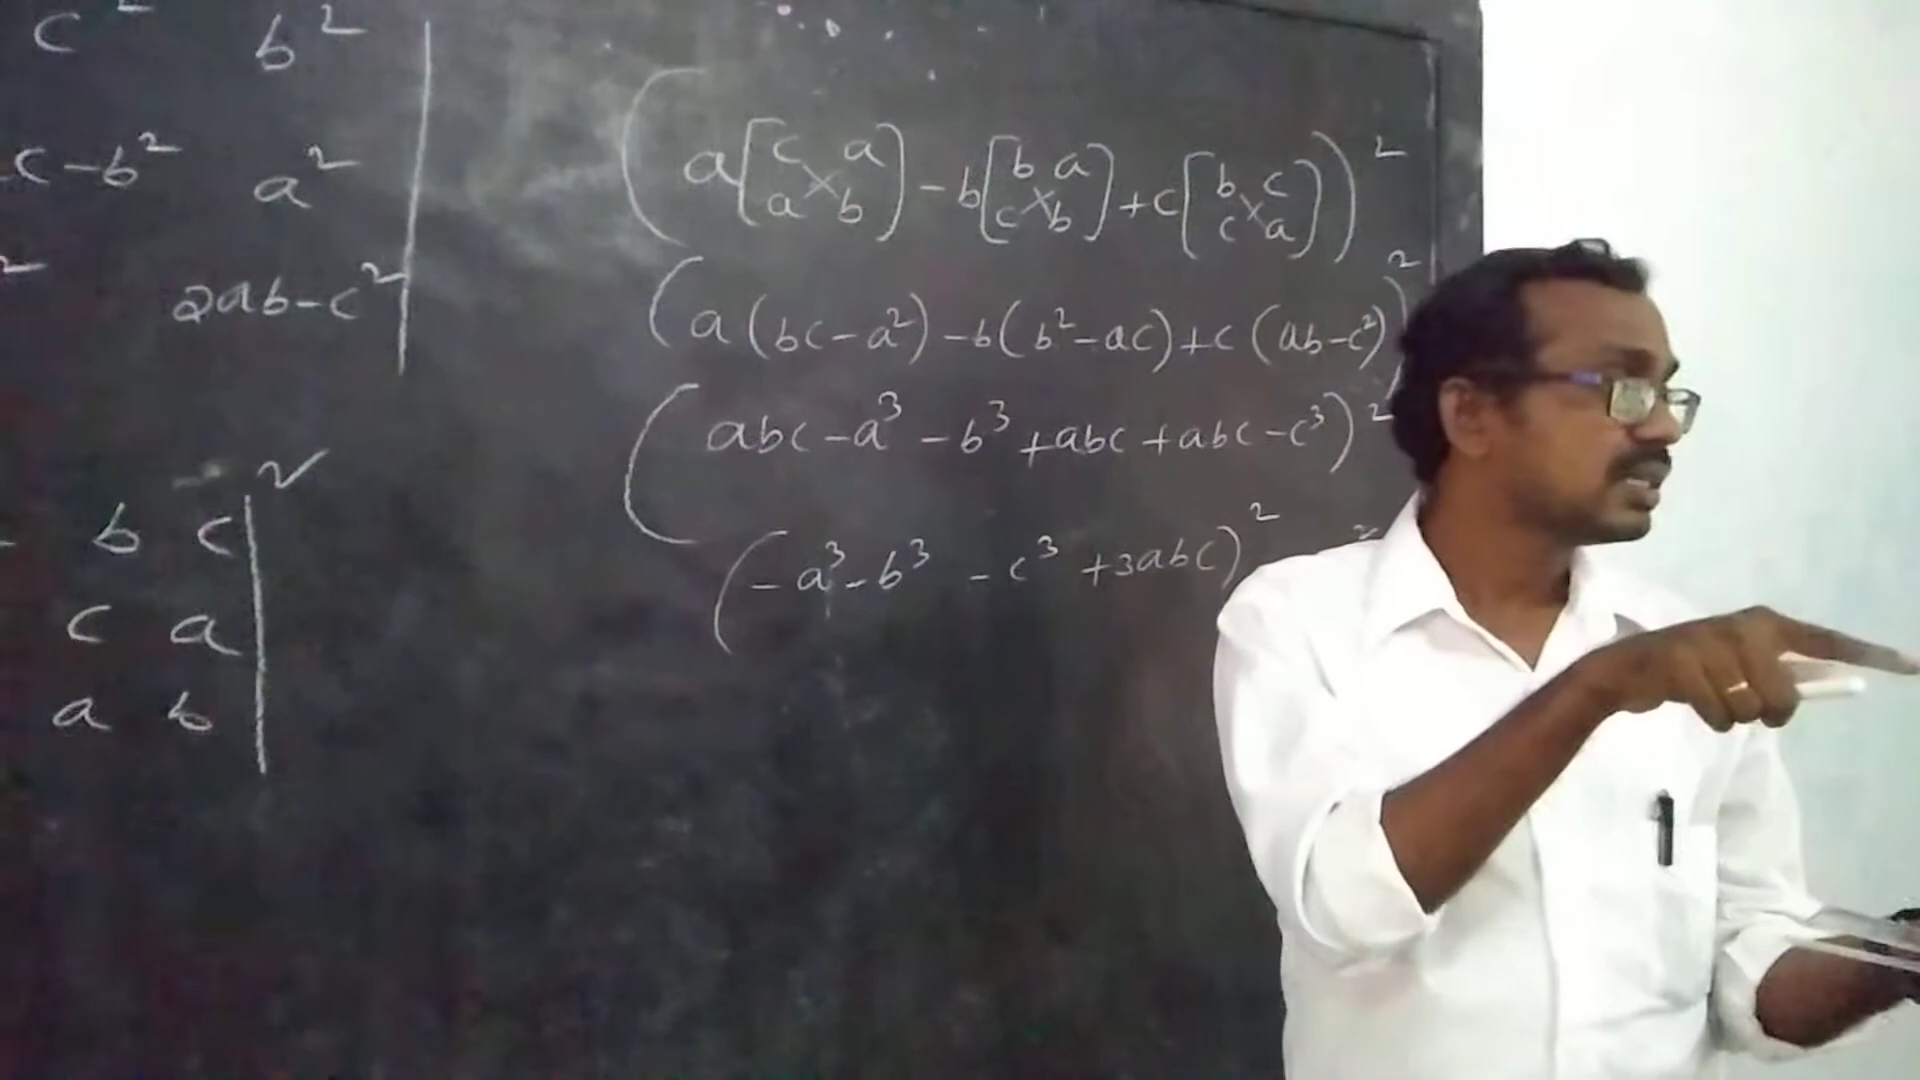 c² b²
c-b² a²
2ab-c²
b c ²
c a
a b
(a[c a) - b[b a] + c[b c])²
a b c b c a
(a(bc-a²)-b(b²-ac)+c(ab-c²))²
(abc-a³-b³+abc+abc-c³)²
(-a³-b³-c³+3abc)²